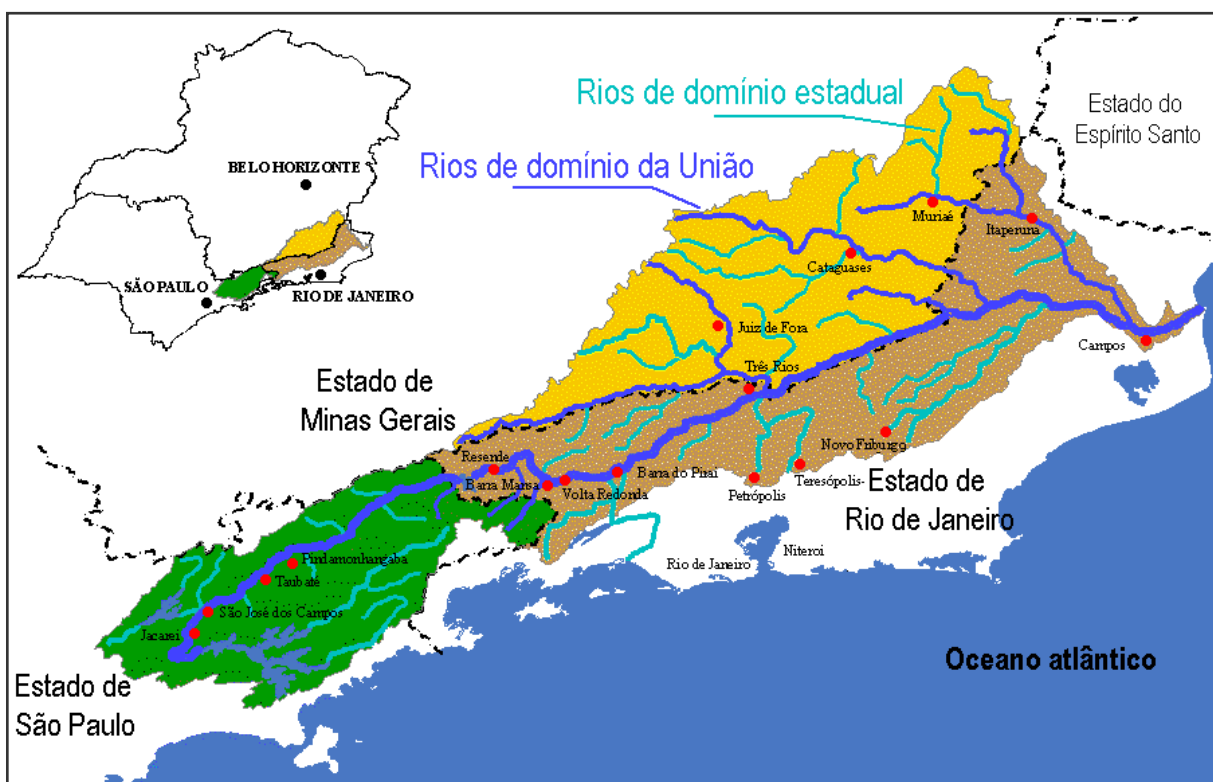 BELO HORIZONTE
SÃO PAULO
RIO DE JANEIRO
Rios de domínio estadual
Rios de domínio da União
Estado do
Espírito Santo
Muriaé
Itaperuna
Cataguases
Juiz de Fora
Três Rios
Campos
Estado de
Minas Gerais
Resende
Barra Mansa
Volta Redonda
Barra do Piraí
Petrópolis
Teresópolis
Novo Friburgo
Estado de
Rio de Janeiro
Rio de Janeiro
Niteroi
Pindamonhangaba
Taubaté
São José dos Campos
Jacareí
Estado de
São Paulo
Oceano atlântico